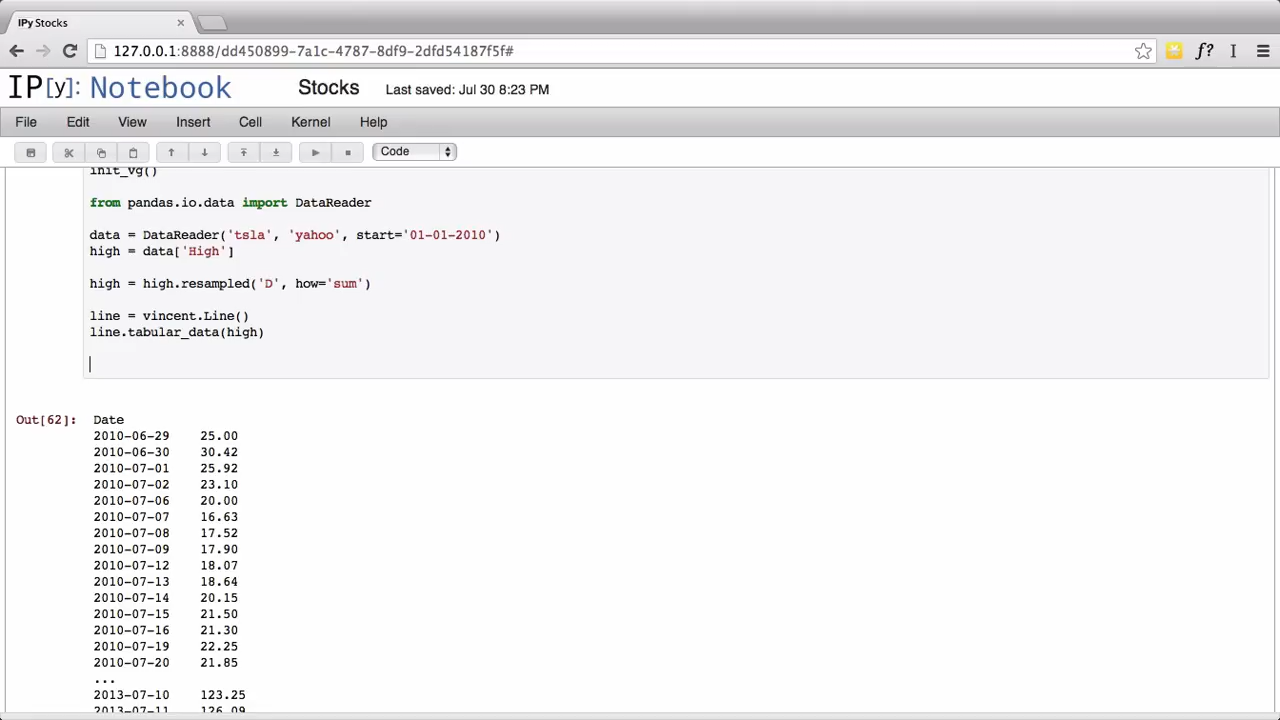 IPy Stocks
127.0.0.1:8888/dd450899-7a1c-4787-8df9-2dfd54187f5f#
f?
IP[y]: Notebook Stocks Last saved: Jul 30 8:23 PM
File Edit View Insert Cell Kernel Help
Code
init_vg()
from pandas.io.data import DataReader
data = DataReader('tsla', 'yahoo', start='01-01-2010')
high = data['High']
high = high.resampled('D', how='sum')
line = vincent.Line()
line.tabular_data(high)
Out[62]: Date
2010-06-29 25.00
2010-06-30 30.42
2010-07-01 25.92
2010-07-02 23.10
2010-07-06 20.00
2010-07-07 16.63
2010-07-08 17.52
2010-07-09 17.90
2010-07-12 18.07
2010-07-13 18.64
2010-07-14 20.15
2010-07-15 21.50
2010-07-16 21.30
2010-07-19 22.25
2010-07-20 21.85
...
2013-07-10 123.25
2013-07-11 126.09